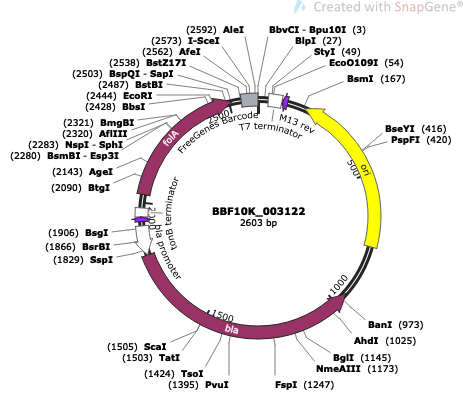 Created with SnapGene®
(2592) AleI
(2573) I-SceI
(2562) AfeI
(2538) BstZ17I
(2503) BspQI - SapI
(2487) BstBI
(2444) EcoRI
(2428) BbsI
(2321) BmgBI
(2320) AflIII
(2283) NspI - SphI
(2280) BsmBI - Esp3I
(2143) AgeI
(2090) BtgI
(1906) BsgI
(1866) BsrBI
(1829) SspI
(1505) ScaI
(1503) TatI
(1424) TsoI
(1395) PvuI
BbvCI - Bpu10I (3)
BlpI (27)
StyI (49)
EcoO109I (54)
BsmI (167)
BseYI (416)
PspFI (420)
BanI (973)
AhdI (1025)
BglI (1145)
NmeAIII (1173)
FspI (1247)
FreeGenes Barcode
T7 terminator
M13 rev
folA
ori
tonB terminator
bla promoter
bla
500
1000
1500
2000
2500
BBF10K_003122
2603 bp